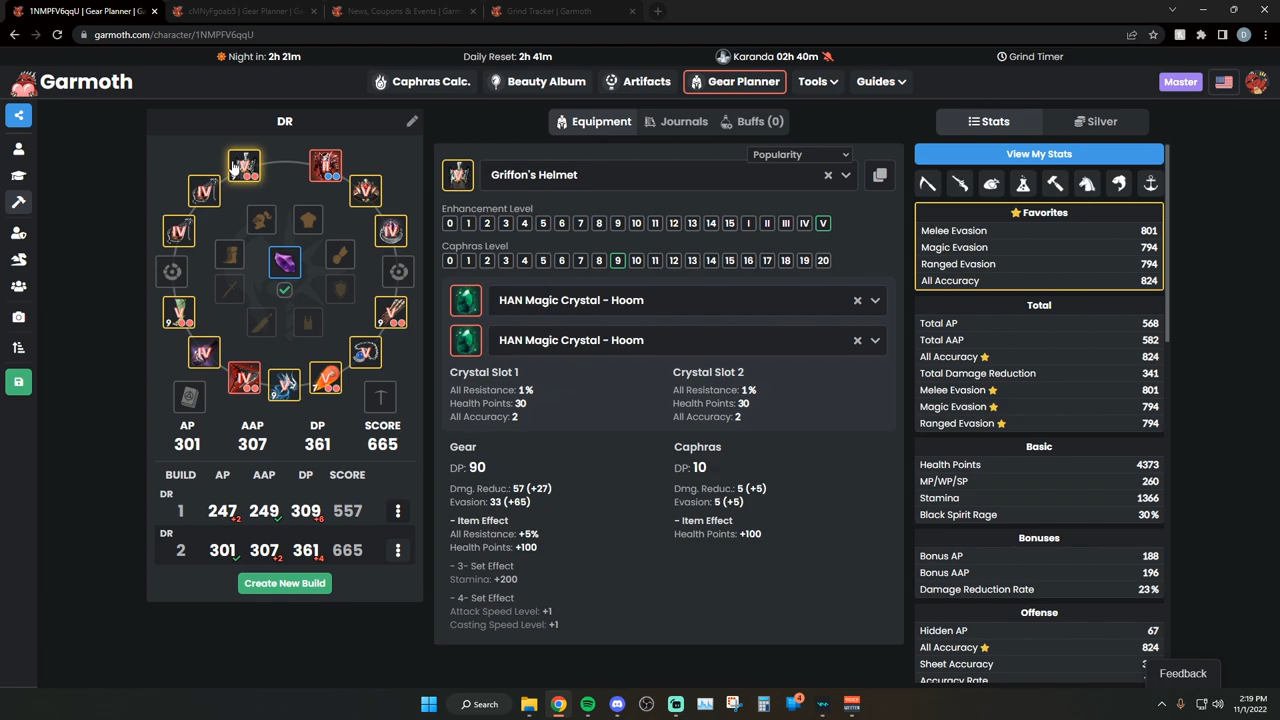 1NMPFV6qqU | Gear Planner | Ga
cMNyFgoab5 | Gear Planner | Ga
News, Coupons & Events | Garmo
Grind Tracker | Garmoth
garmoth.com/character/1NMPFV6qqU
Night in: 2h 21m
Daily Reset: 2h 41m
Karanda 02h 40m
Grind Timer
Garmoth
Caphras Calc.
Beauty Album
Artifacts
Gear Planner
Tools
Guides
Master
DR
Equipment
Journals
Buffs (0)
Stats
Silver
Popularity
View My Stats
Griffon's Helmet
Enhancement Level
0 1 2 3 4 5 6 7 8 9 10 11 12 13 14 15 I II III IV V
Caphras Level
0 1 2 3 4 5 6 7 8 9 10 11 12 13 14 15 16 17 18 19 20
HAN Magic Crystal - Hoom
HAN Magic Crystal - Hoom
Crystal Slot 1
All Resistance: 1%
Health Points: 30
All Accuracy: 2
Crystal Slot 2
All Resistance: 1%
Health Points: 30
All Accuracy: 2
Gear
DP: 90
Dmg. Reduc.: 57 (+27)
Evasion: 33 (+65)
- Item Effect
All Resistance: +5%
Health Points: +100
- 3- Set Effect
Stamina: +200
- 4- Set Effect
Attack Speed Level: +1
Casting Speed Level: +1
Caphras
DP: 10
Dmg. Reduc.: 5 (+5)
Evasion: 5 (+5)
- Item Effect
Health Points: +100
AP AAP DP SCORE
301 307 361 665
BUILD AP AAP DP SCORE
DR
1 247 +2 249 309 +6 557
DR
2 301 307 +2 361 +4 665
Create New Build
Favorites
Melee Evasion 801
Magic Evasion 794
Ranged Evasion 794
All Accuracy 824
Total
Total AP 568
Total AAP 582
All Accuracy 824
Total Damage Reduction 341
Melee Evasion 801
Magic Evasion 794
Ranged Evasion 794
Basic
Health Points 4373
MP/WP/SP 260
Stamina 1366
Black Spirit Rage 30%
Bonuses
Bonus AP 188
Bonus AAP 196
Damage Reduction Rate 23%
Offense
Hidden AP 67
All Accuracy 824
Sheet Accuracy
Accuracy Rate
Feedback
Search
2:19 PM
11/1/2022